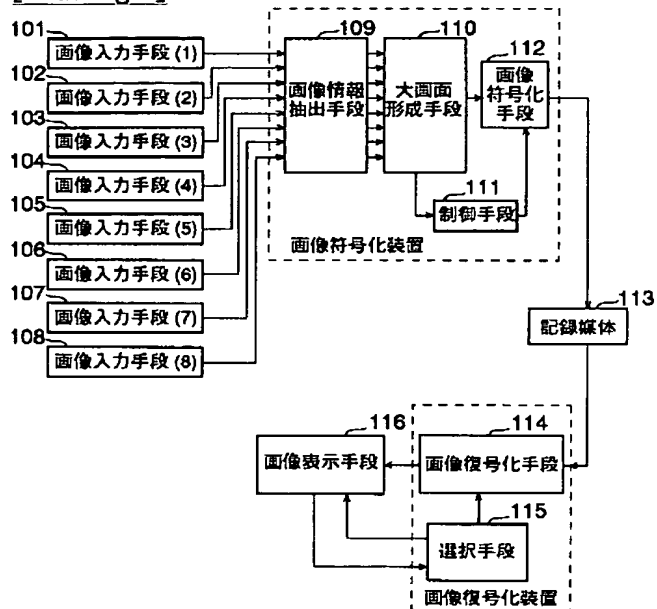 101
画像入力手段(1)
102
画像入力手段(2)
103
画像入力手段(3)
104
画像入力手段(4)
105
画像入力手段(5)
106
画像入力手段(6)
107
画像入力手段(7)
108
画像入力手段(8)
109
画像情報
抽出手段
110
大画面
形成手段
111
制御手段
112
画像
符号化
手段
画像符号化装置
113
記録媒体
114
画像復号化手段
115
選択手段
画像復号化装置
116
画像表示手段